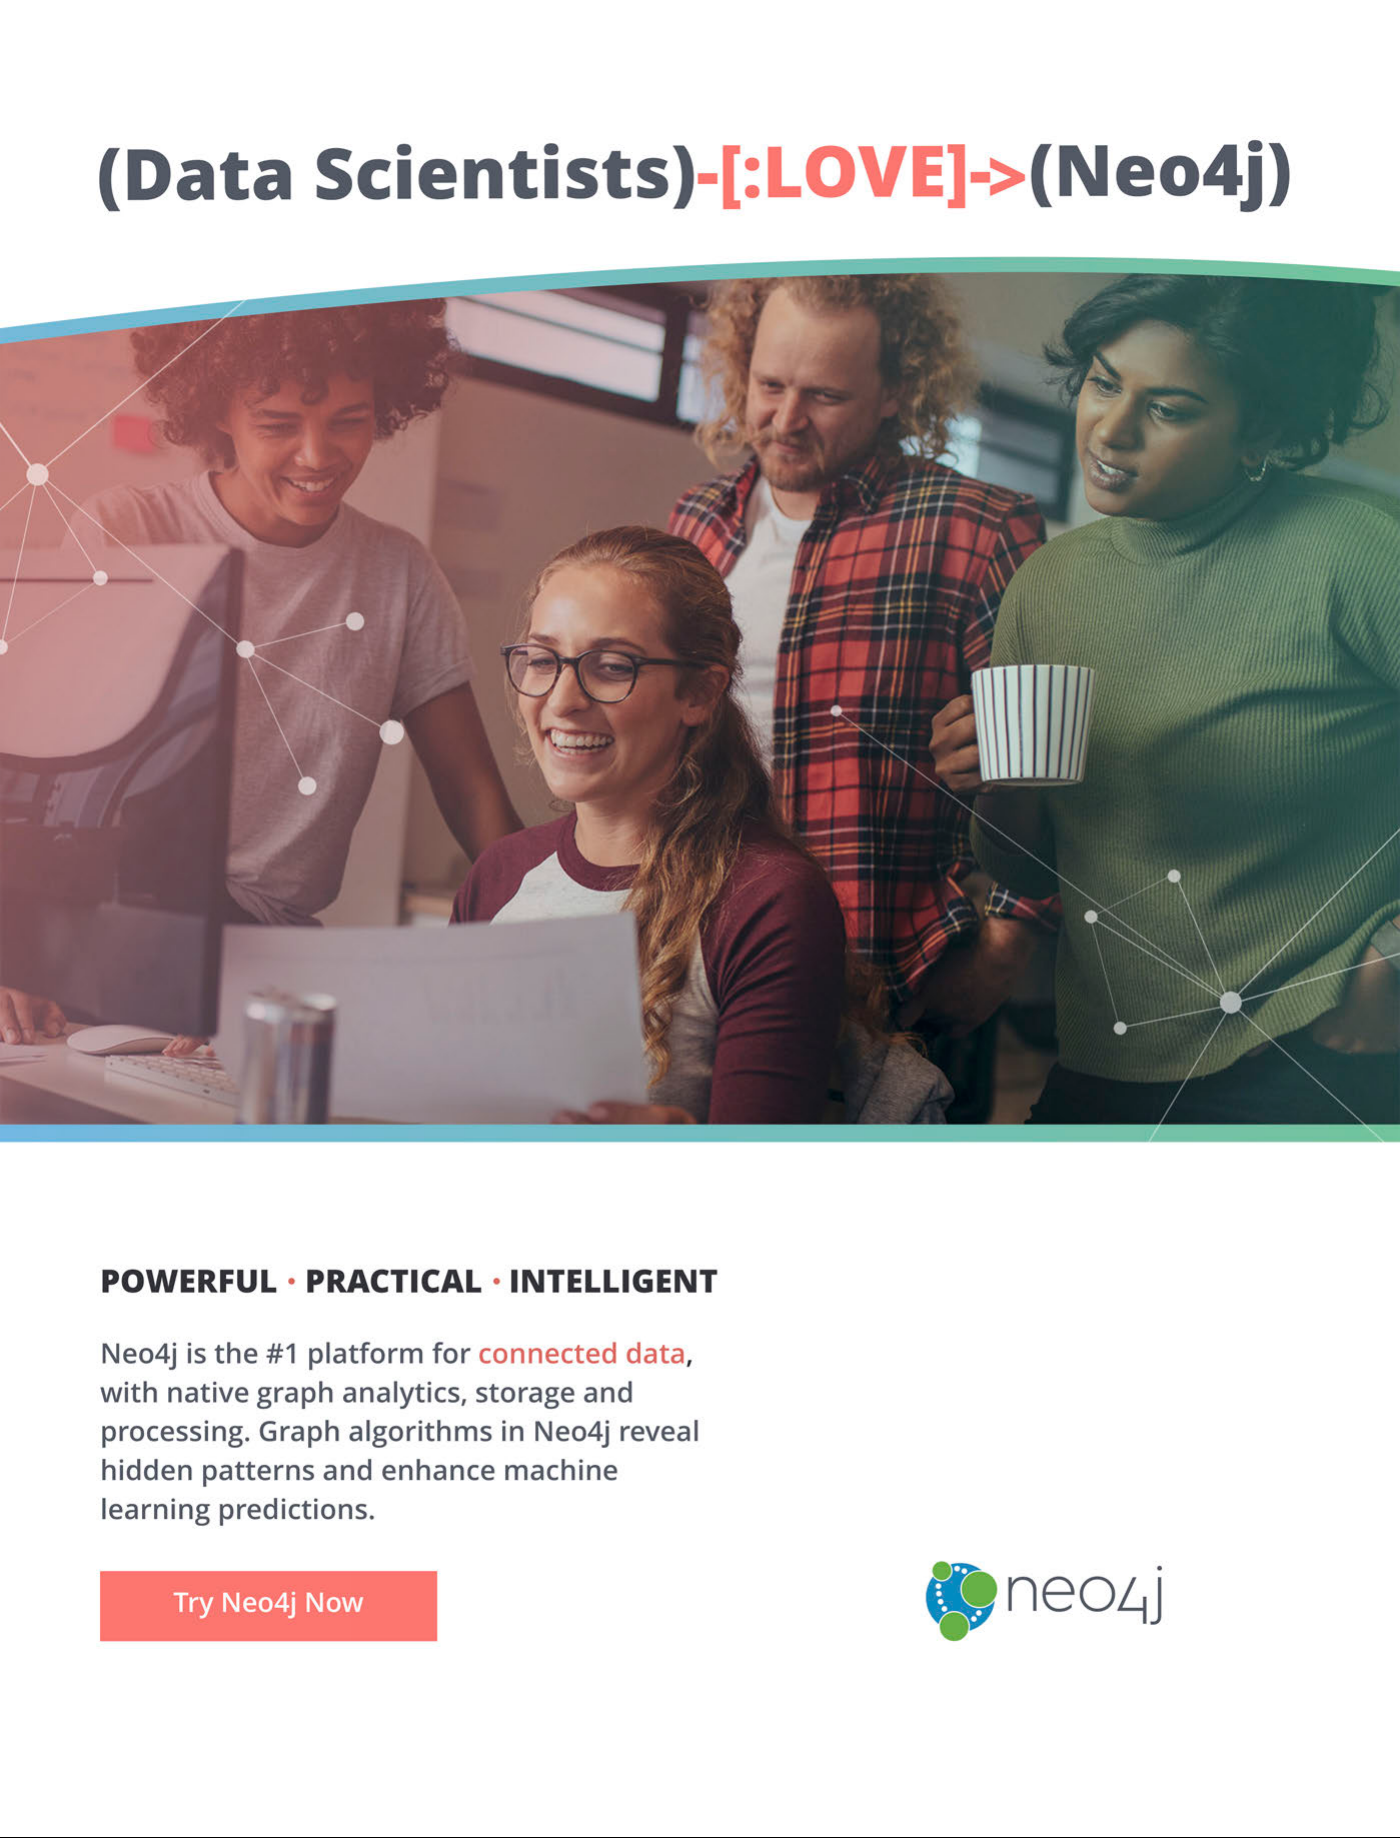 (Data Scientists)-[:LOVE]->(Neo4j)
POWERFUL · PRACTICAL · INTELLIGENT
Neo4j is the #1 platform for connected data,
with native graph analytics, storage and
processing. Graph algorithms in Neo4j reveal
hidden patterns and enhance machine
learning predictions.
Try Neo4j Now
neo4j